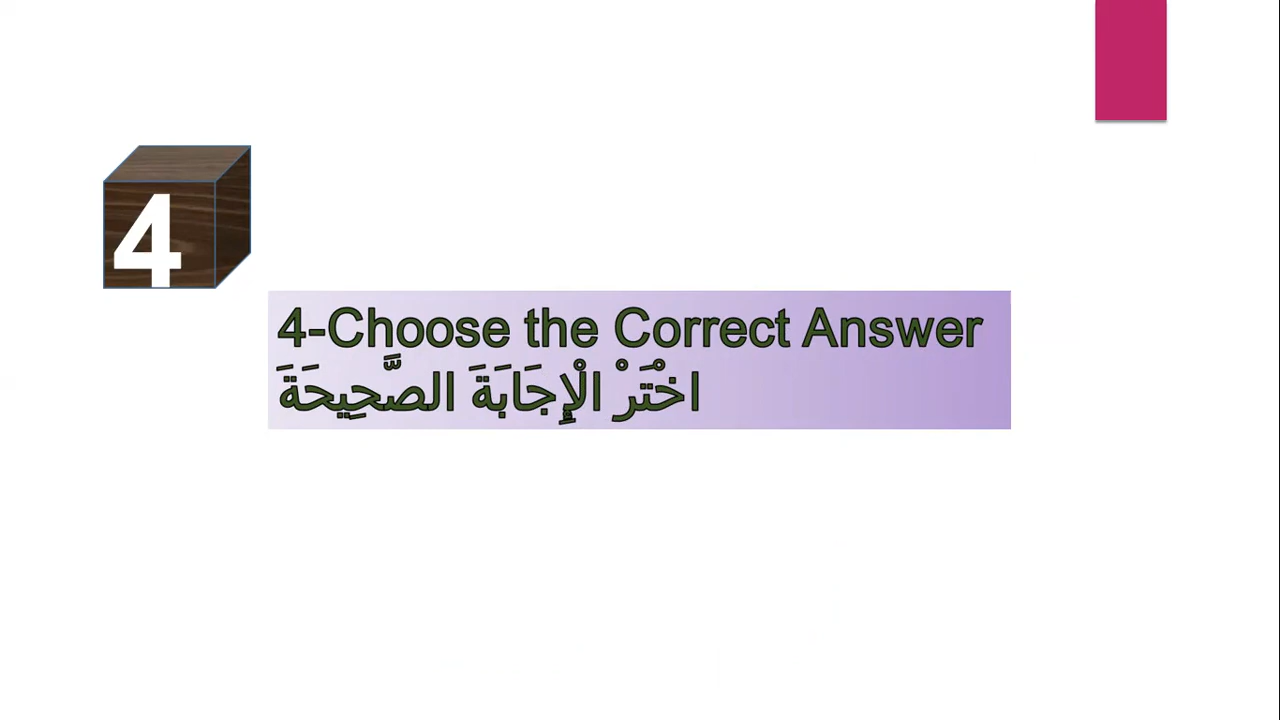 4
4-Choose the Correct Answer
اخْتَرْ الْإِجَابَةَ الصَّحِيحَةَ